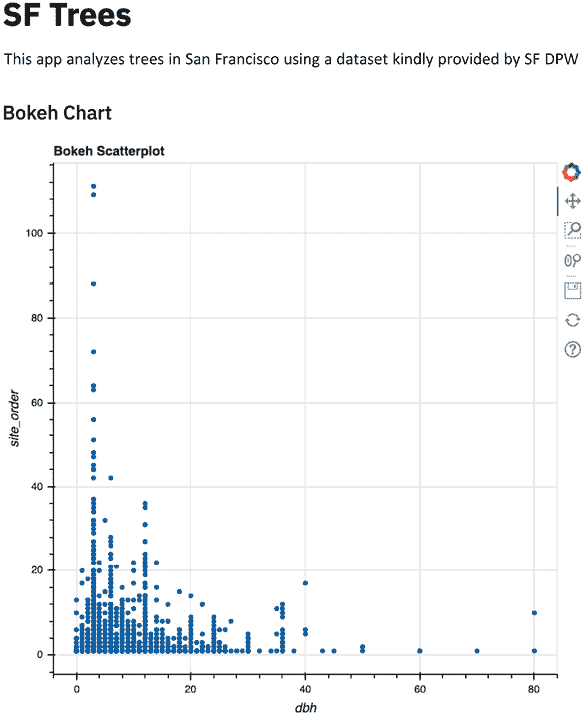 SF Trees
This app analyzes trees in San Francisco using a dataset kindly provided by SF DPW
Bokeh Chart
Bokeh Scatterplot
100
80
60
40
20
0
site_order
0 20 40 60 80
dbh